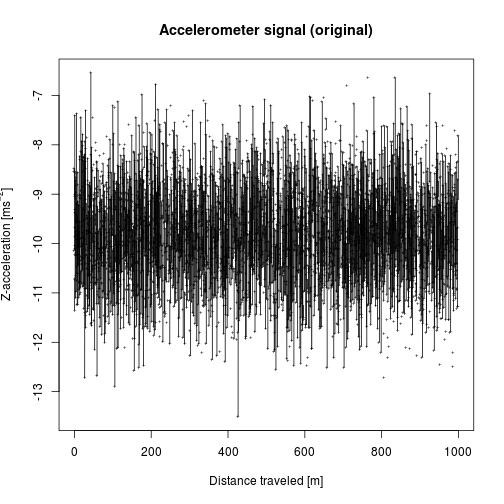 Accelerometer signal (original)
Z-acceleration [ms⁻²]
-7
-8
-9
-10
-11
-12
-13
0 200 400 600 800 1000
Distance traveled [m]